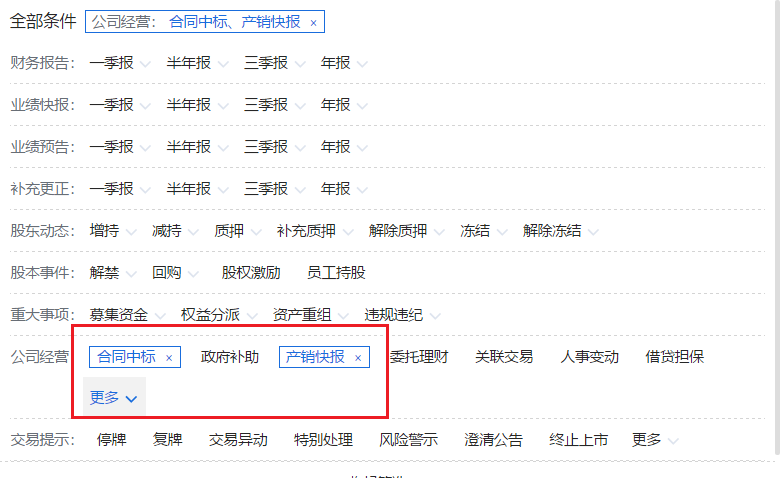 全部条件 公司经营： 合同中标、产销快报 ×
财务报告： 一季报 半年报 三季报 年报
业绩快报： 一季报 半年报 三季报 年报
业绩预告： 一季报 半年报 三季报 年报
补充更正： 一季报 半年报 三季报 年报
股东动态： 增持 减持 质押 补充质押 解除质押 冻结 解除冻结
股本事件： 解禁 回购 股权激励 员工持股
重大事项： 募集资金 权益分派 资产重组 违规违纪
公司经营 合同中标 × 政府补助 产销快报 × 委托理财 关联交易 人事变动 借贷担保
更多
交易提示： 停牌 复牌 交易异动 特别处理 风险警示 澄清公告 终止上市 更多